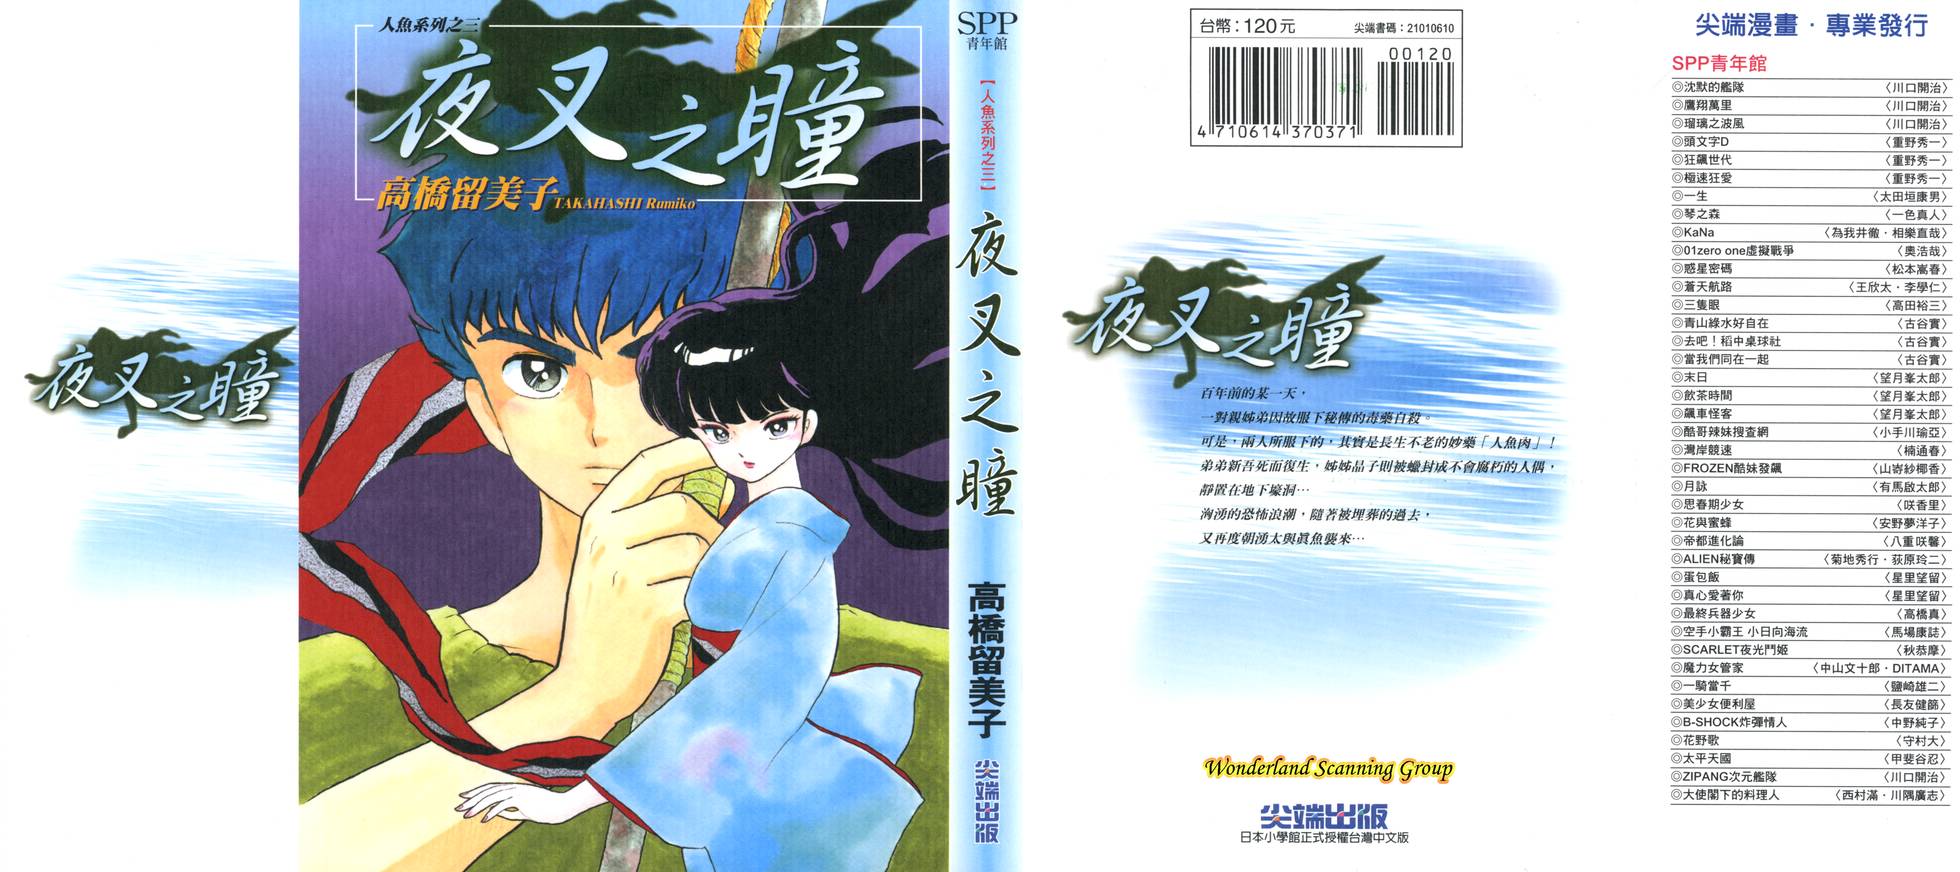 夜叉之瞳
人魚系列之三
夜叉之瞳
高橋留美子 TAKAHASHI Rumiko
SPP
青年館
【人魚系列之三】
夜叉之瞳
高橋留美子
尖端出版
台幣：120元 尖端書碼：21010610
00120
4 710614 370371
夜叉之瞳
百年前的某一天，
一對親姊弟因故服下秘傳的毒藥自殺。
可是，兩人所服下的，其實是長生不老的妙藥「人魚肉」！
弟弟新吾死而復生，姊姊晶子則被蠟封成不會腐朽的人偶，
靜置在地下壕洞…
洶湧的恐怖浪潮，隨著被埋葬的過去，
又再度朝湧太與眞魚襲來…
Wonderland Scanning Group
尖端出版
日本小學館正式授權台灣中文版
尖端漫畫・專業發行
SPP青年館
◎沈默的艦隊 〈川口開治〉
◎鷹翔萬里 〈川口開治〉
◎瑠璃之波風 〈川口開治〉
◎頭文字D 〈重野秀一〉
◎狂飆世代 〈重野秀一〉
◎極速狂愛 〈重野秀一〉
◎一生 〈太田垣康男〉
◎琴之森 〈一色真人〉
◎KaNa 〈為我井徹・相樂直哉〉
◎01zero one虛擬戰爭 〈奧浩哉〉
◎惑星密碼 〈松本嵩春〉
◎蒼天航路 〈王欣太・李學仁〉
◎三隻眼 〈高田裕三〉
◎青山綠水好自在 〈古谷實〉
◎去吧！稻中桌球社 〈古谷實〉
◎當我們同在一起 〈古谷實〉
◎末日 〈望月峯太郎〉
◎飲茶時間 〈望月峯太郎〉
◎飆車怪客 〈望月峯太郎〉
◎酷哥辣妹搜查網 〈小手川瑜亞〉
◎灣岸競速 〈楠通春〉
◎FROZEN酷妹發飆 〈山嵜紗椰香〉
◎月詠 〈有馬啟太郎〉
◎思春期少女 〈咲香里〉
◎花與蜜蜂 〈安野夢洋子〉
◎帝都進化論 〈八重咲馨〉
◎ALIEN秘寶傳 〈菊地秀行・荻原玲二〉
◎蛋包飯 〈星里望留〉
◎真心愛著你 〈星里望留〉
◎最終兵器少女 〈高橋真〉
◎空手小霸王 小日向海流 〈馬場康誌〉
◎SCARLET夜光鬥姬 〈秋恭摩〉
◎魔力女管家 〈中山文十郎・DITAMA〉
◎一騎當千 〈鹽崎雄二〉
◎美少女便利屋 〈長友健篩〉
◎B-SHOCK炸彈情人 〈中野純子〉
◎花野歌 〈守村大〉
◎太平天國 〈甲斐谷忍〉
◎ZIPANG次元艦隊 〈川口開治〉
◎大使閣下的料理人 〈西村滿・川隅廣志〉